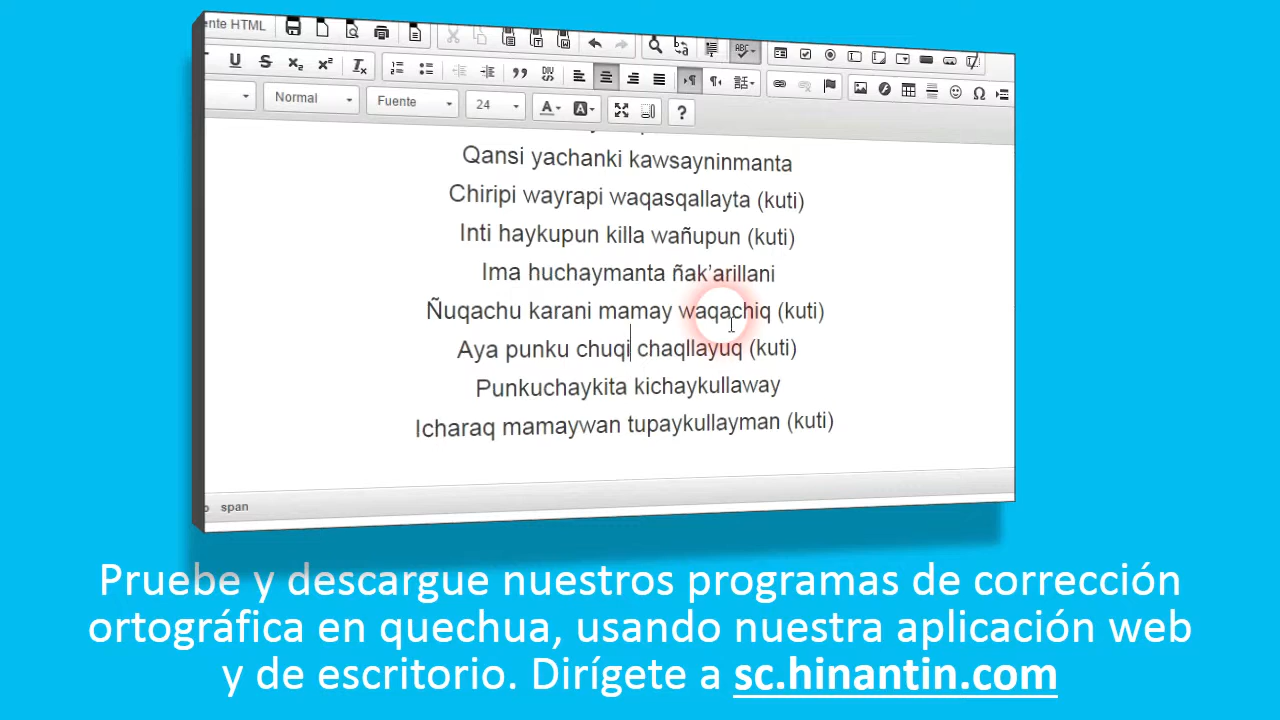 ente HTML
Normal
Fuente
24
Qansi yachanki kawsayninmanta
Chiripi wayrapi waqasqallayta (kuti)
Inti haykupun killa wañupun (kuti)
Ima huchaymanta ñak'arillani
Ñuqachu karani mamay waqachiq (kuti)
Aya punku chuqi chaqllayuq (kuti)
Punkuchaykita kichaykullaway
Icharaq mamaywan tupaykullayman (kuti)
span
Pruebe y descargue nuestros programas de corrección
ortográfica en quechua, usando nuestra aplicación web
y de escritorio. Dirígete a sc.hinantin.com